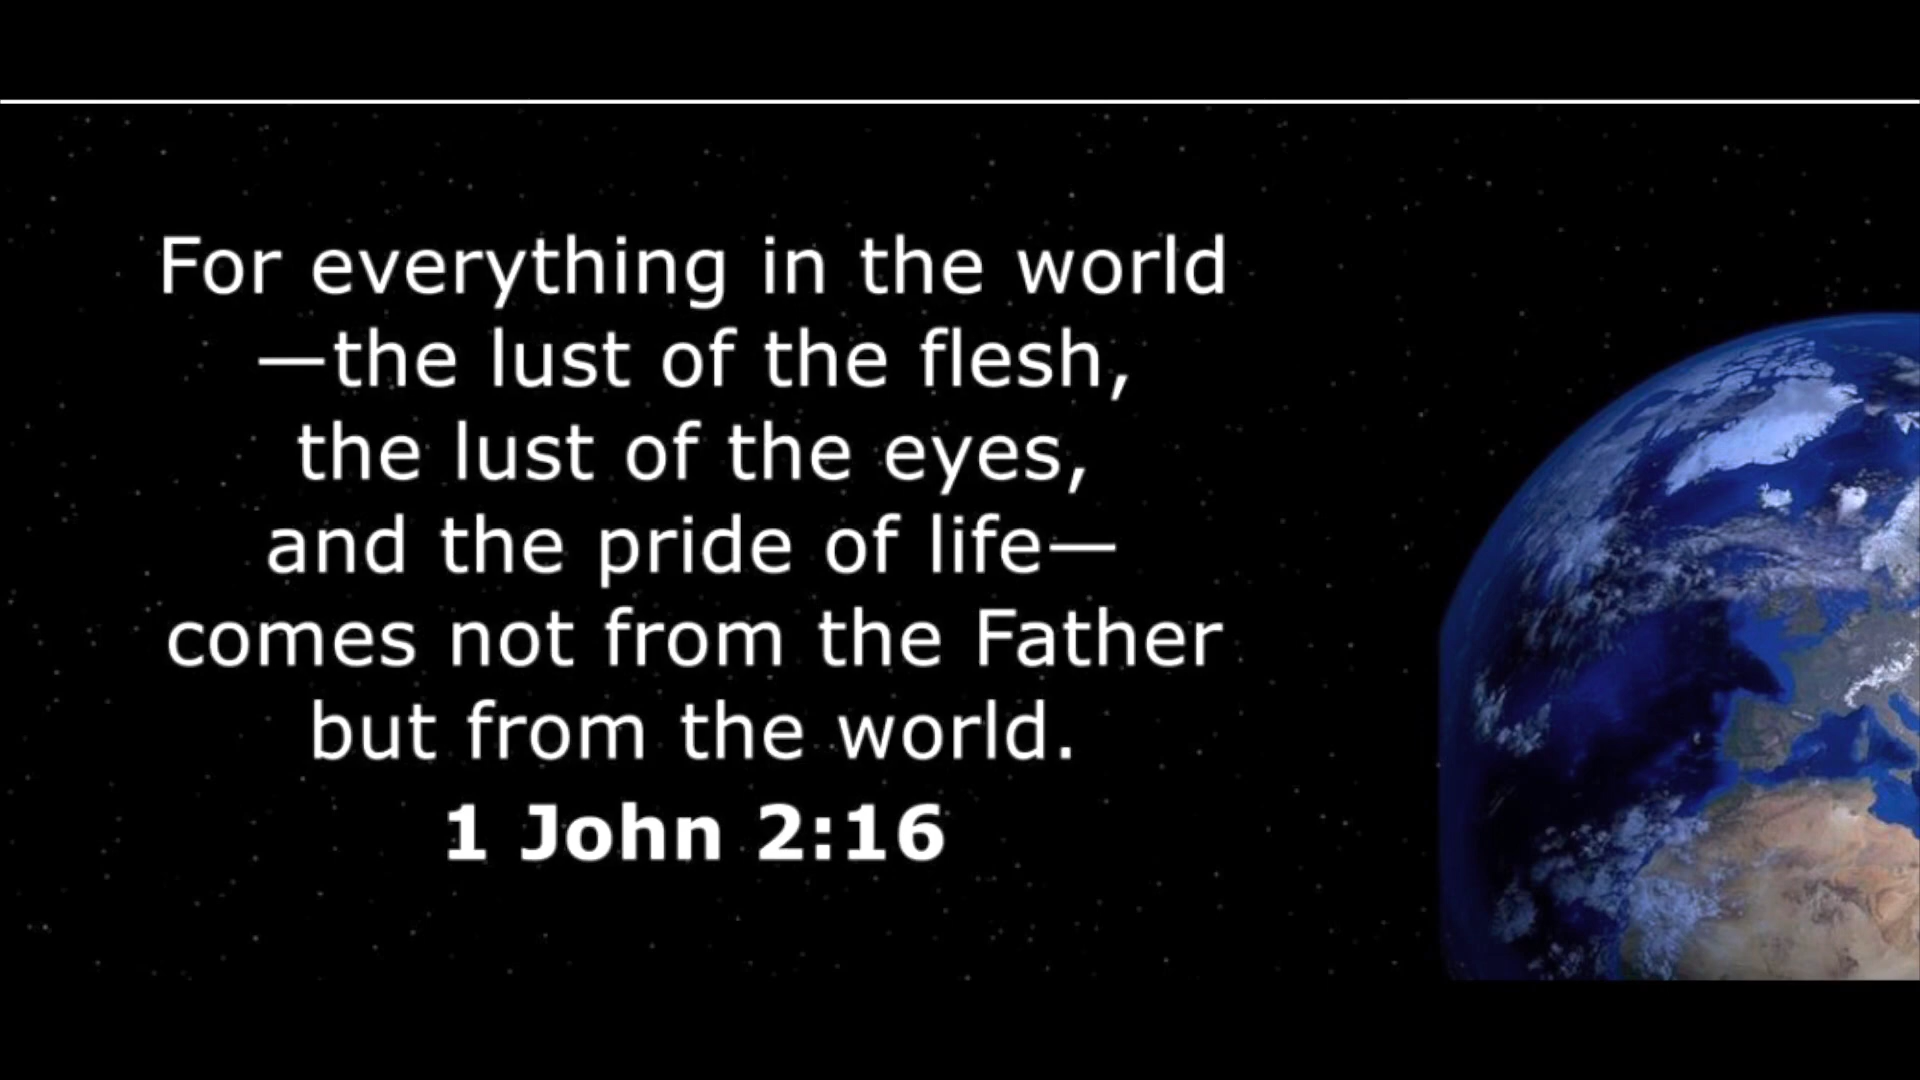 For everything in the world
—the lust of the flesh,
the lust of the eyes,
and the pride of life—
comes not from the Father
but from the world.
1 John 2:16